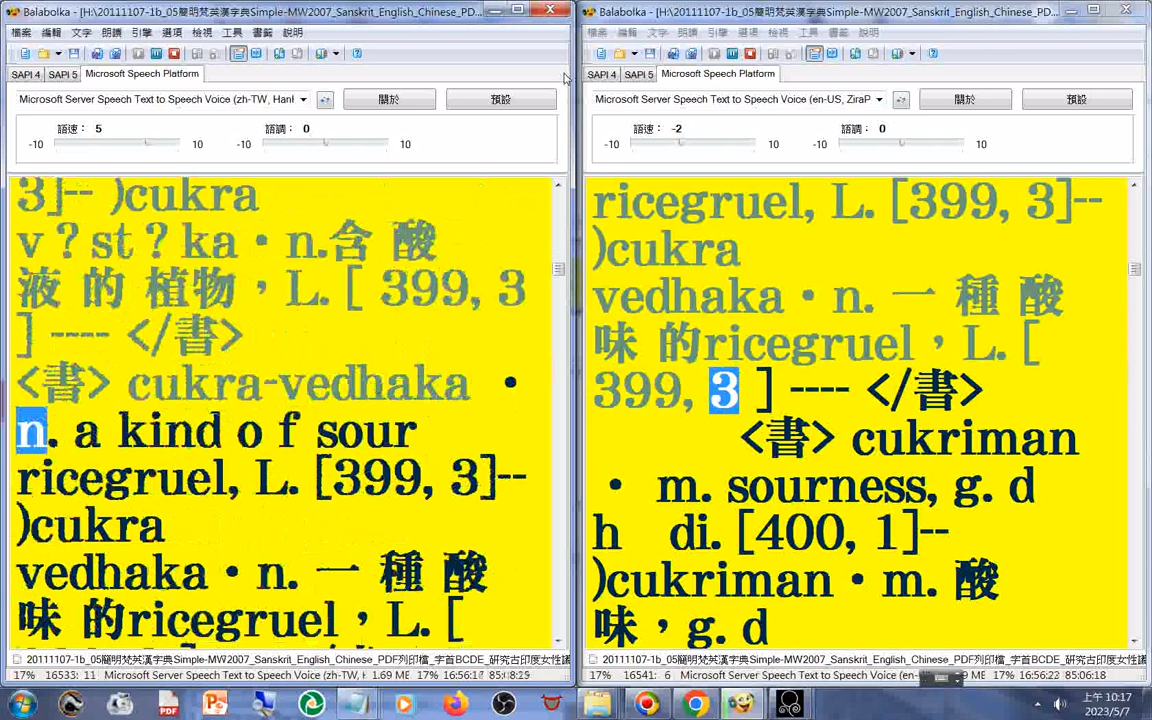 Balabolka - [H:\20111107-1b_05簡明梵英漢字典Simple-MW2007_Sanskrit_English_Chinese_PD...
檔案 編輯 文字 朗讀 引擎 選項 檢視 工具 書籤 說明
SAPI 4 SAPI 5 Microsoft Speech Platform
Microsoft Server Speech Text to Speech Voice (zh-TW, Hanl
關於 預設
語速： 5 語調： 0
-10 10 -10 10
3]-- )cukra
v ? st ? ka • n.含 酸
液 的 植物，L. [ 399, 3
] ---- </書>
<書> cukra-vedhaka •
n. a kind o f sour
ricegruel, L. [399, 3]--
)cukra
vedhaka • n. 一 種 酸
味 的ricegruel，L. [
20111107-1b_05簡明梵英漢字典Simple-MW2007_Sanskrit_English_Chinese_PDF列印檔_字首BCDE_研究古印度女性議
17% 16533: 11 Microsoft Server Speech Text to Speech Voice (zh-TW, H 1.69 ME 17% 16:56:17 85:18:29
Balabolka - [H:\20111107-1b_05簡明梵英漢字典Simple-MW2007_Sanskrit_English_Chinese_PDF...
檔案 編輯 文字 朗讀 引擎 選項 檢視 工具 書籤 說明
SAPI 4 SAPI 5 Microsoft Speech Platform
Microsoft Server Speech Text to Speech Voice (en-US, ZiraP
關於 預設
語速： -2 語調： 0
-10 10 -10 10
ricegruel, L. [399, 3]--
)cukra
vedhaka • n. 一 種 酸
味 的ricegruel，L. [
399, 3 ] ---- </書>
<書> cukriman
• m. sourness, g. d
h di. [400, 1]--
)cukriman • m. 酸
味，g. d
20111107-1b_05簡明梵英漢字典Simple-MW2007_Sanskrit_English_Chinese_PDF列印檔_字首BCDE_研究古印度女性議
17% 16541: 6 Microsoft Server Speech Text to Speech Voice (en-US 17% 16:56:22 85:06:18
上午 10:17
2023/5/7